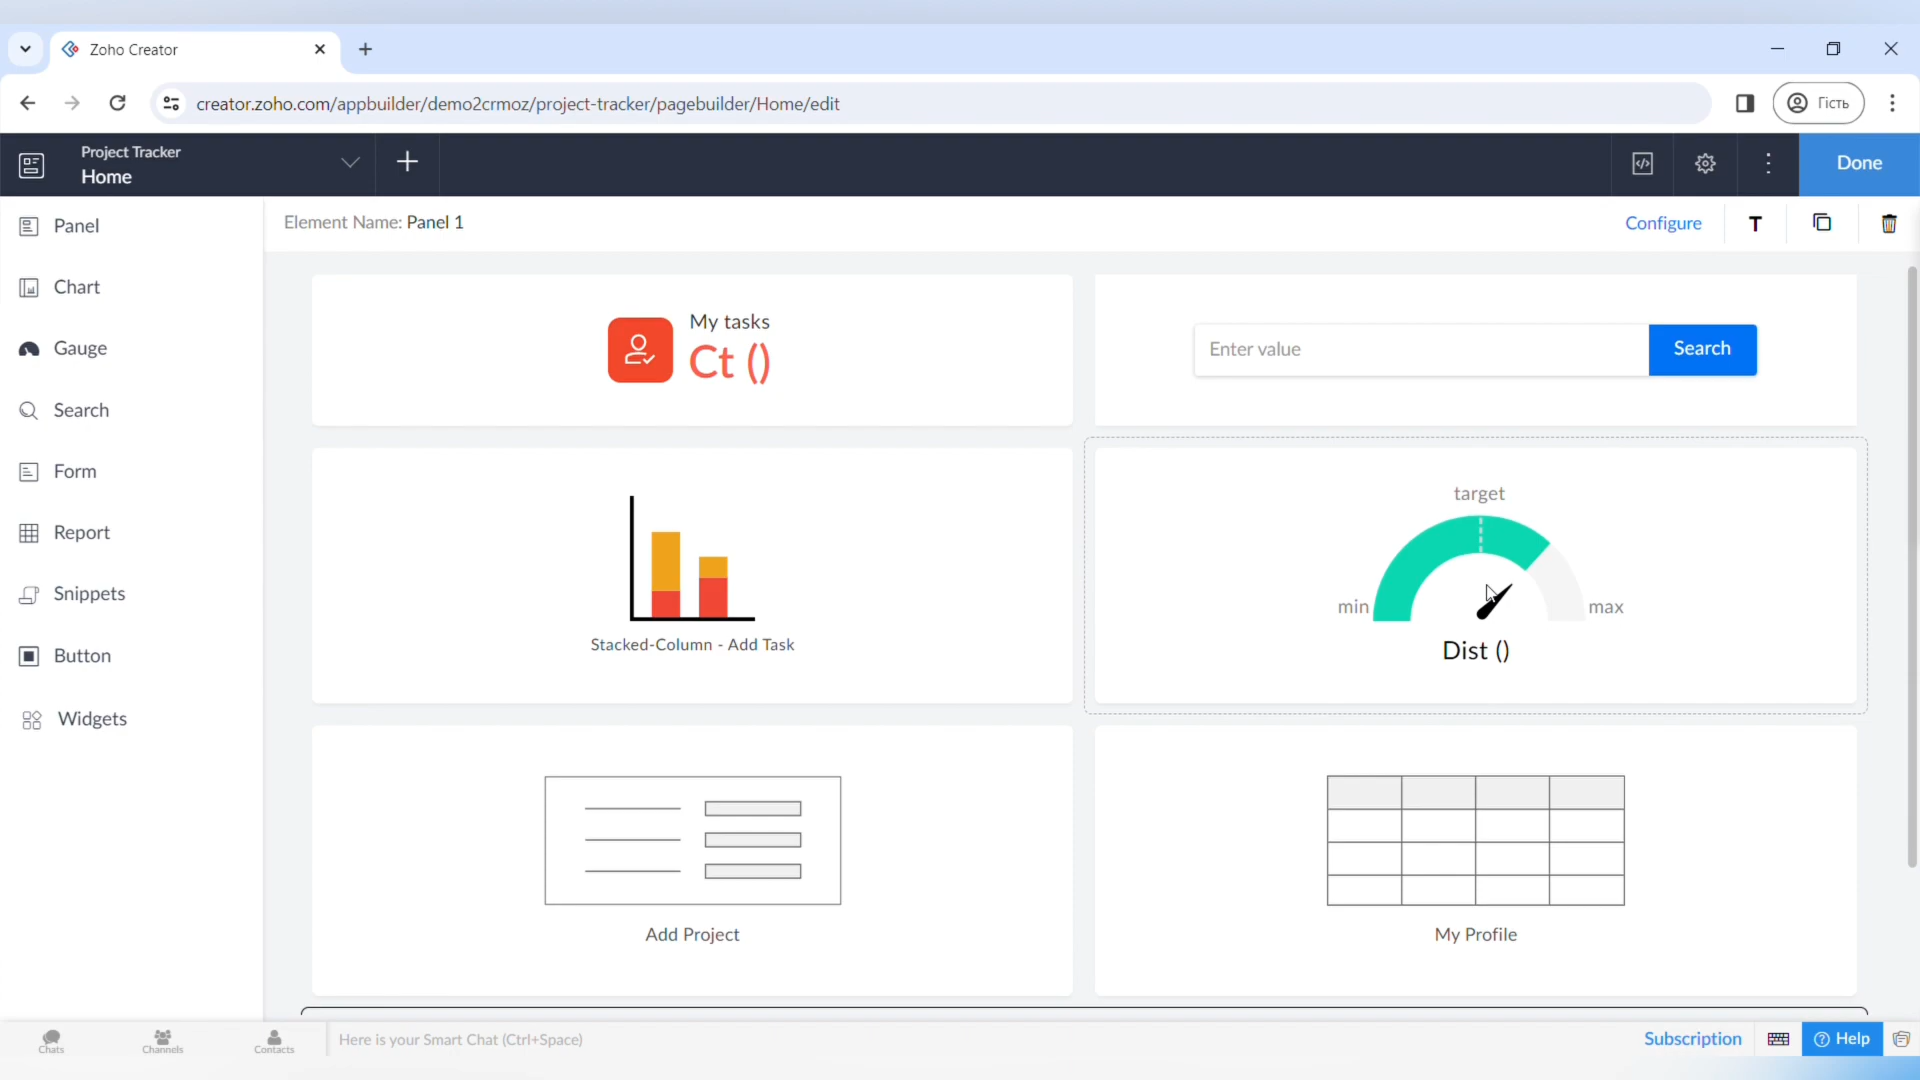 Zoho Creator
creator.zoho.com/appbuilder/demo2crmoz/project-tracker/pagebuilder/Home/edit
Гість
Project Tracker
Home
Done
Element Name: Panel 1
Configure
T
Panel
Chart
Gauge
Search
Form
Report
Snippets
Button
Widgets
My tasks
Ct ()
Enter value
Search
Stacked-Column - Add Task
target
min
max
Dist ()
Add Project
My Profile
Chats
Channels
Contacts
Here is your Smart Chat (Ctrl+Space)
Subscription
Help